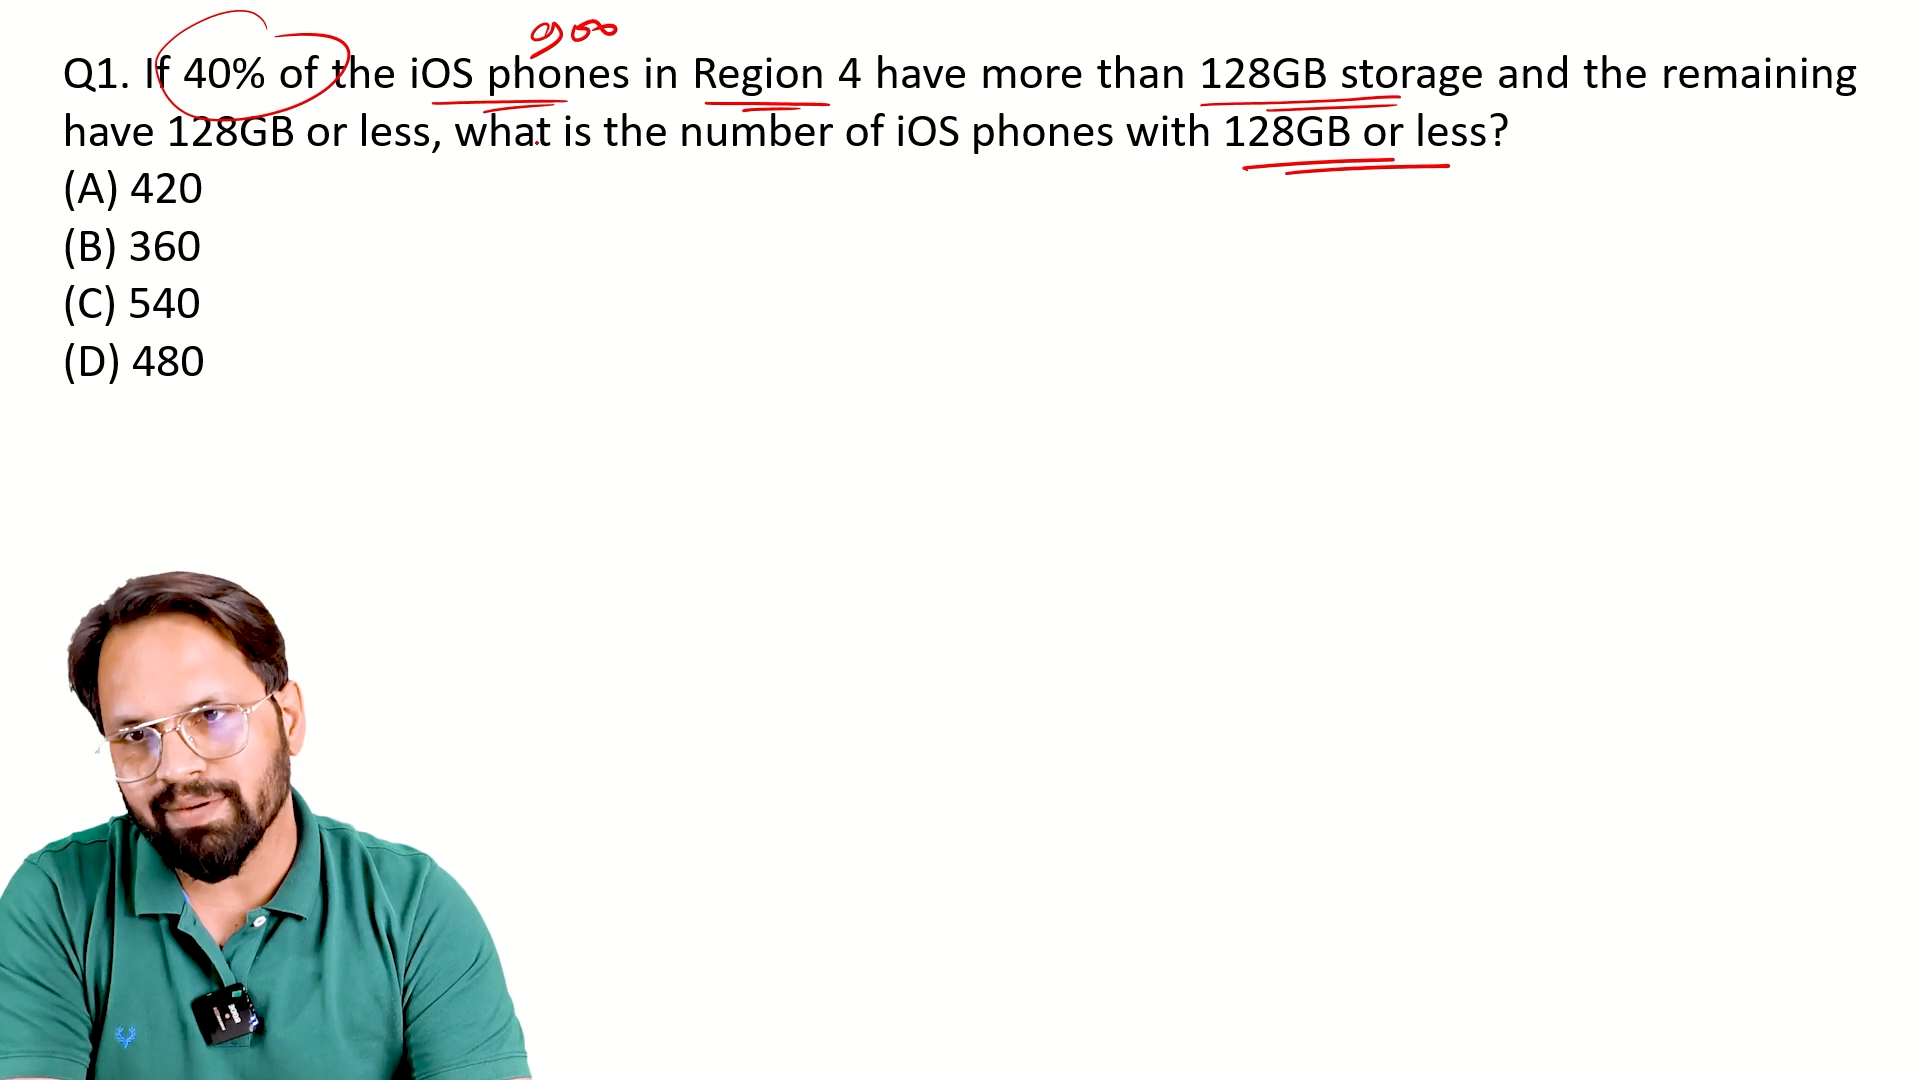 900
Q1. If 40% of the iOS phones in Region 4 have more than 128GB storage and the remaining
have 128GB or less, what is the number of iOS phones with 128GB or less?
(A) 420
(B) 360
(C) 540
(D) 480